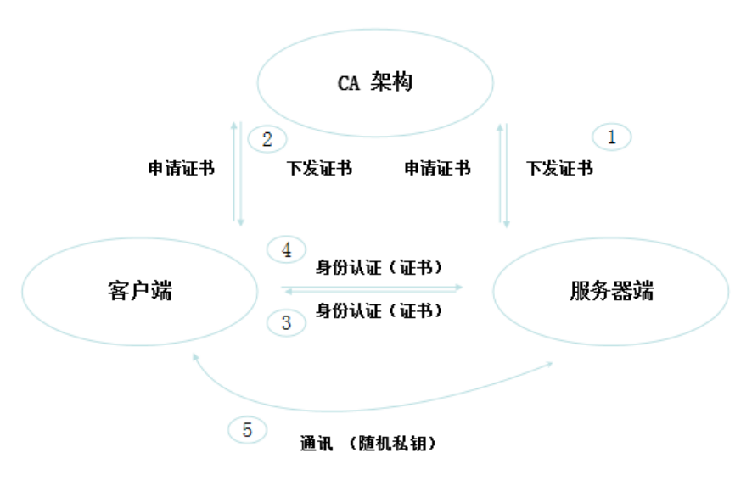 CA 架构
2
1
申请证书
下发证书
申请证书
下发证书
4
身份认证（证书）
客户端
服务器端
3
身份认证（证书）
5
通讯 （随机私钥）